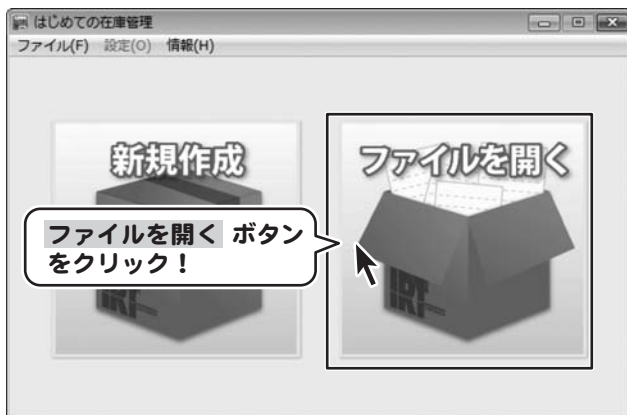 はじめての在庫管理
ファイル(F) 設定(O) 情報(H)
新規作成
ファイルを開く
ファイルを開く ボタン
をクリック！
IRT
IRT